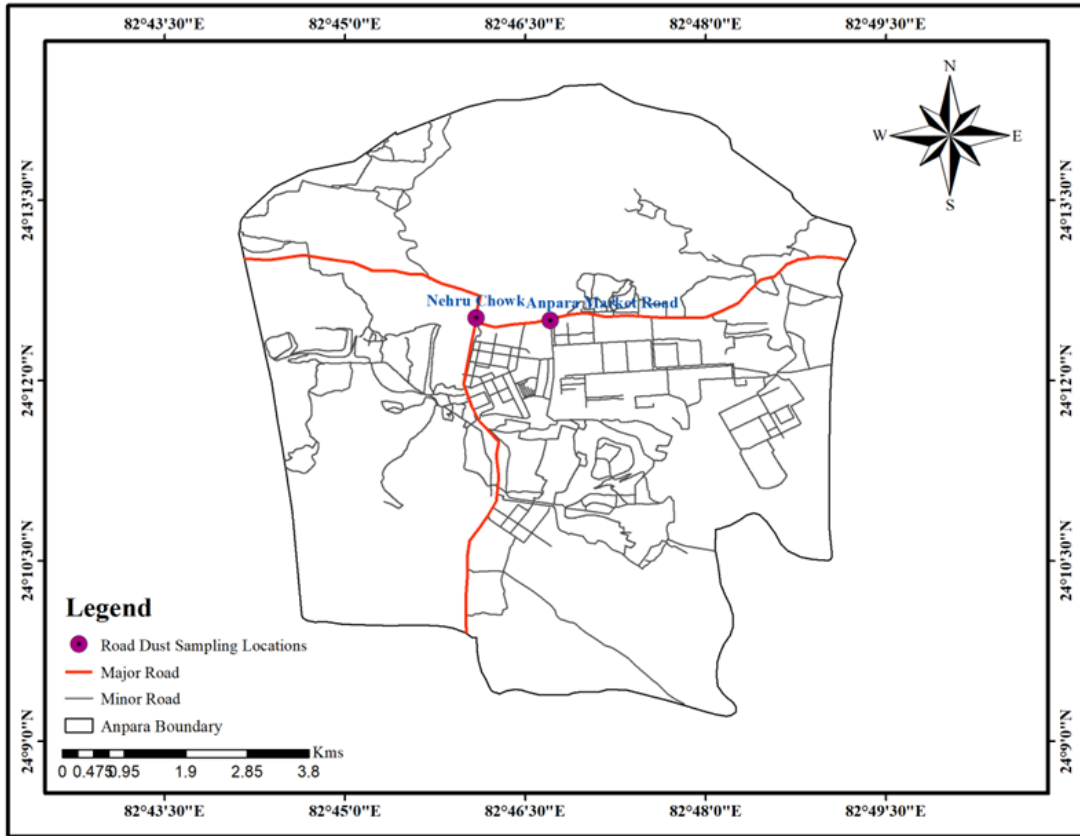 82°43'30"E 82°45'0"E 82°46'30"E 82°48'0"E 82°49'30"E
N
W E
S
24°13'30"N 24°13'30"N
Nehru Chowk Anpara Market Road
24°12'0"N 24°12'0"N
24°10'30"N 24°10'30"N
Legend
Road Dust Sampling Locations
Major Road
Minor Road
Anpara Boundary
24°9'0"N 24°9'0"N
Kms
0 0.475 0.95 1.9 2.85 3.8
82°43'30"E 82°45'0"E 82°46'30"E 82°48'0"E 82°49'30"E